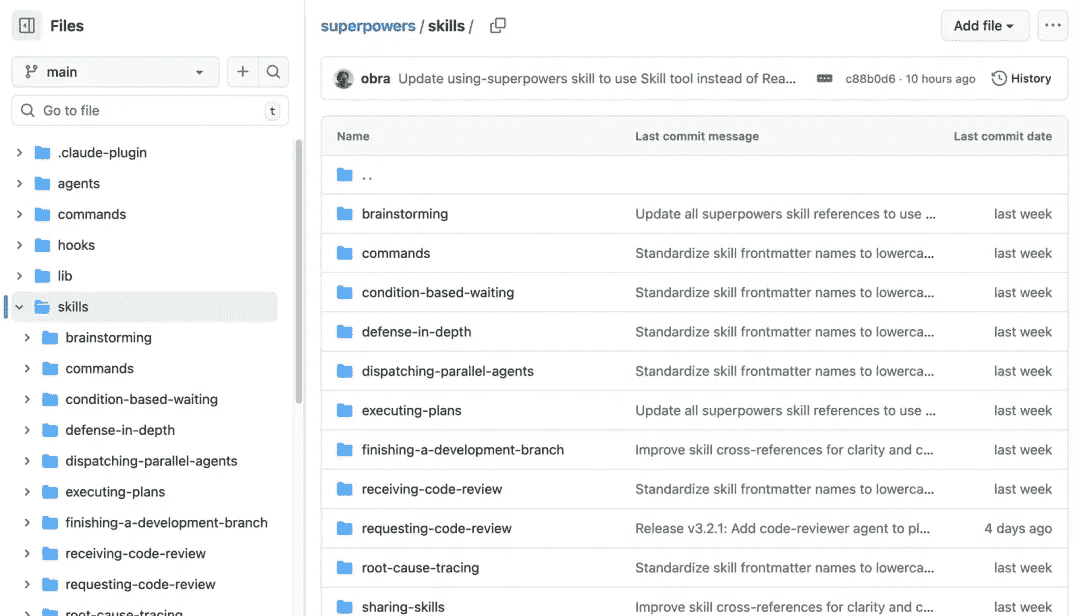 Files
main
Go to file
t
.claude-plugin
agents
commands
hooks
lib
skills
brainstorming
commands
condition-based-waiting
defense-in-depth
dispatching-parallel-agents
executing-plans
finishing-a-development-branch
receiving-code-review
requesting-code-review
root-cause-tracing
superpowers / skills /
Add file
...
obra Update using-superpowers skill to use Skill tool instead of Rea... c88b0d6 · 10 hours ago History
Name Last commit message Last commit date
..
brainstorming Update all superpowers skill references to use ... last week
commands Standardize skill frontmatter names to lowerca... last week
condition-based-waiting Standardize skill frontmatter names to lowerca... last week
defense-in-depth Standardize skill frontmatter names to lowerca... last week
dispatching-parallel-agents Standardize skill frontmatter names to lowerca... last week
executing-plans Update all superpowers skill references to use ... last week
finishing-a-development-branch Improve skill cross-references for clarity and c... last week
receiving-code-review Standardize skill frontmatter names to lowerca... last week
requesting-code-review Release v3.2.1: Add code-reviewer agent to pl... 4 days ago
root-cause-tracing Standardize skill frontmatter names to lowerca... last week
sharing-skills Improve skill cross-references for clarity and c... last week